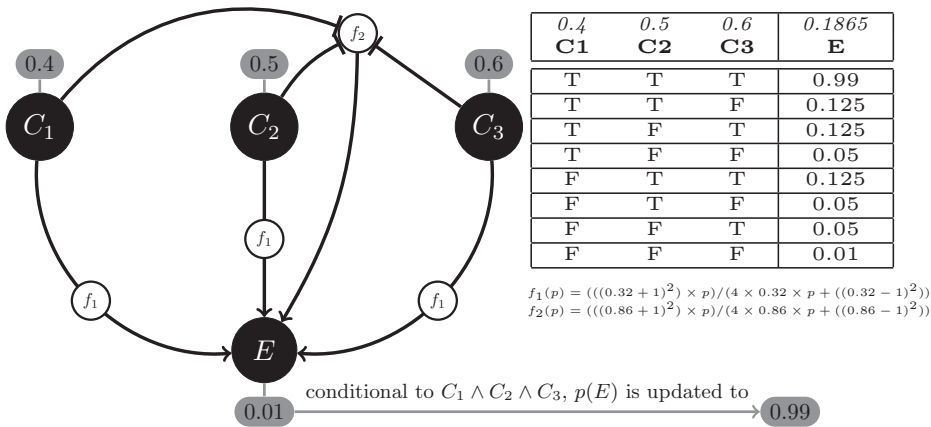 f₂
0.4 0.5 0.6
C₁ C₂ C₃
f₁
f₁ f₁
E
0.01 conditional to C₁ ∧ C₂ ∧ C₃, p(E) is updated to 0.99
0.4 0.5 0.6 0.1865
C1 C2 C3 E
T T T 0.99
T T F 0.125
T F T 0.125
T F F 0.05
F T T 0.125
F T F 0.05
F F T 0.05
F F F 0.01
f₁(p) = (((0.32 + 1)²) × p)/(4 × 0.32 × p + ((0.32 − 1)²))
f₂(p) = (((0.86 + 1)²) × p)/(4 × 0.86 × p + ((0.86 − 1)²))